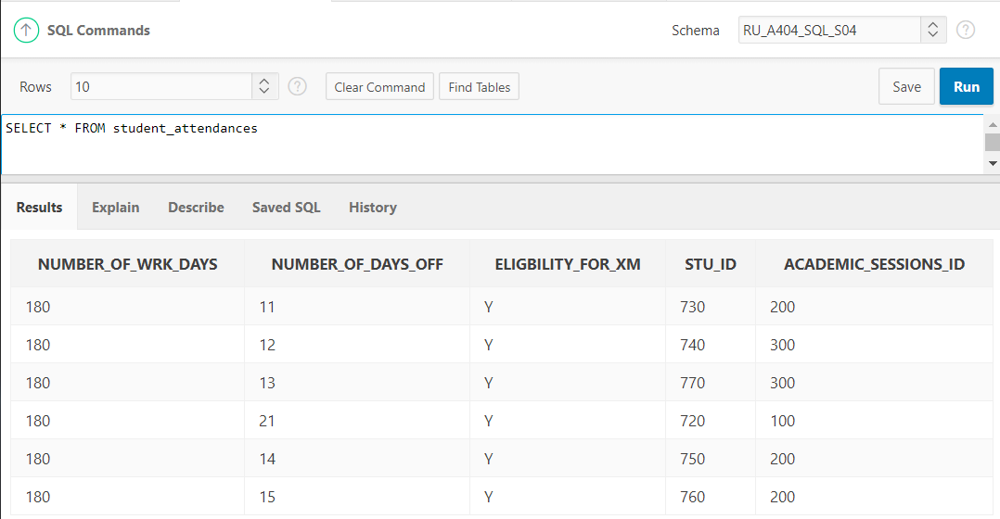 SQL Commands Schema RU_A404_SQL_S04 ?
Rows 10 ? Clear Command Find Tables Save Run
SELECT * FROM student_attendances
Results Explain Describe Saved SQL History
NUMBER_OF_WRK_DAYS NUMBER_OF_DAYS_OFF ELIGBILITY_FOR_XM STU_ID ACADEMIC_SESSIONS_ID
180 11 Y 730 200
180 12 Y 740 300
180 13 Y 770 300
180 21 Y 720 100
180 14 Y 750 200
180 15 Y 760 200